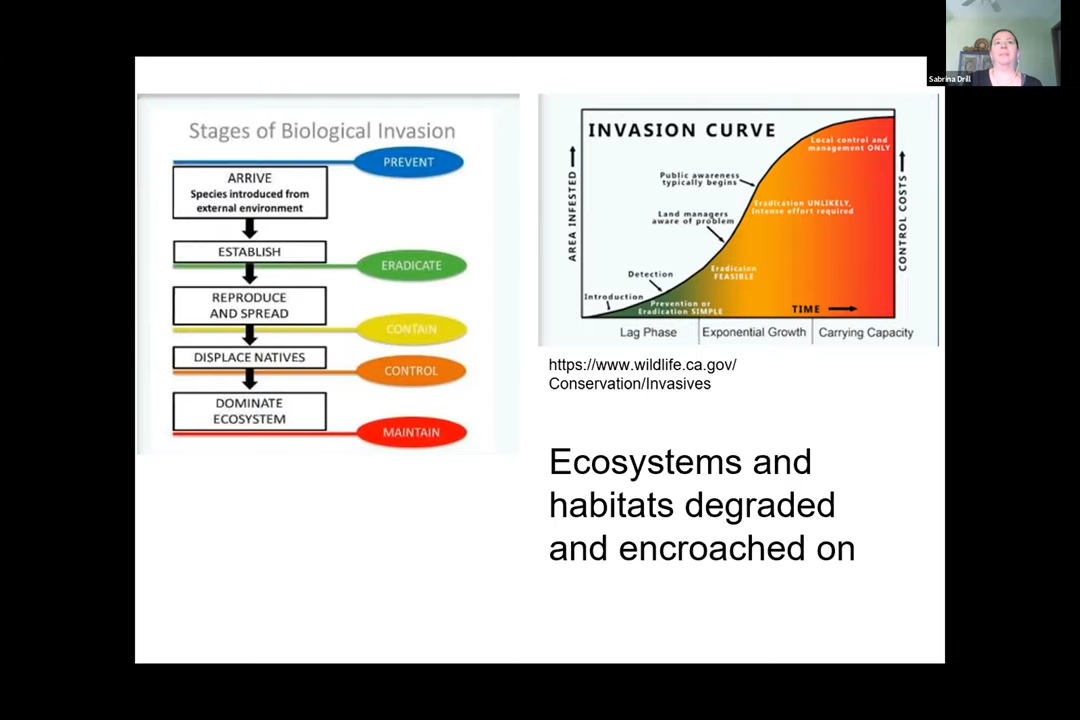 Sabrina Drill
Stages of Biological Invasion
PREVENT
ARRIVE
Species introduced from
external environment
ESTABLISH
ERADICATE
REPRODUCE
AND SPREAD
CONTAIN
DISPLACE NATIVES
CONTROL
DOMINATE
ECOSYSTEM
MAINTAIN
INVASION CURVE
Local control and
management ONLY
Public awareness
typically begins
Eradication UNLIKELY,
Intense effort required
Land managers
aware of problem
AREA INFESTED
CONTROL COSTS
Detection
Eradicaion
FEASIBLE
Introduction
Prevention or
Eradication SIMPLE
TIME
Lag Phase
Exponential Growth
Carrying Capacity
https://www.wildlife.ca.gov/
Conservation/Invasives
Ecosystems and
habitats degraded
and encroached on